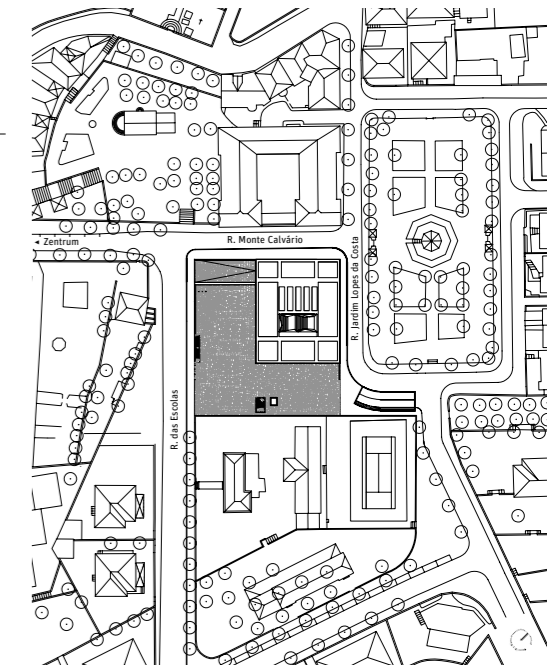 R. Monte Calvário
◄ Zentrum
R. Jardim Lopes da Costa
R. das Escolas